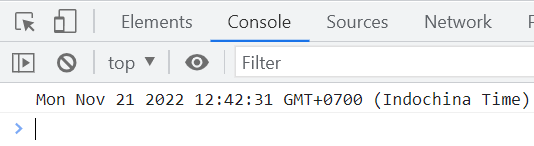 Elements Console Sources Network
top ▼ Filter
Mon Nov 21 2022 12:42:31 GMT+0700 (Indochina Time)
>